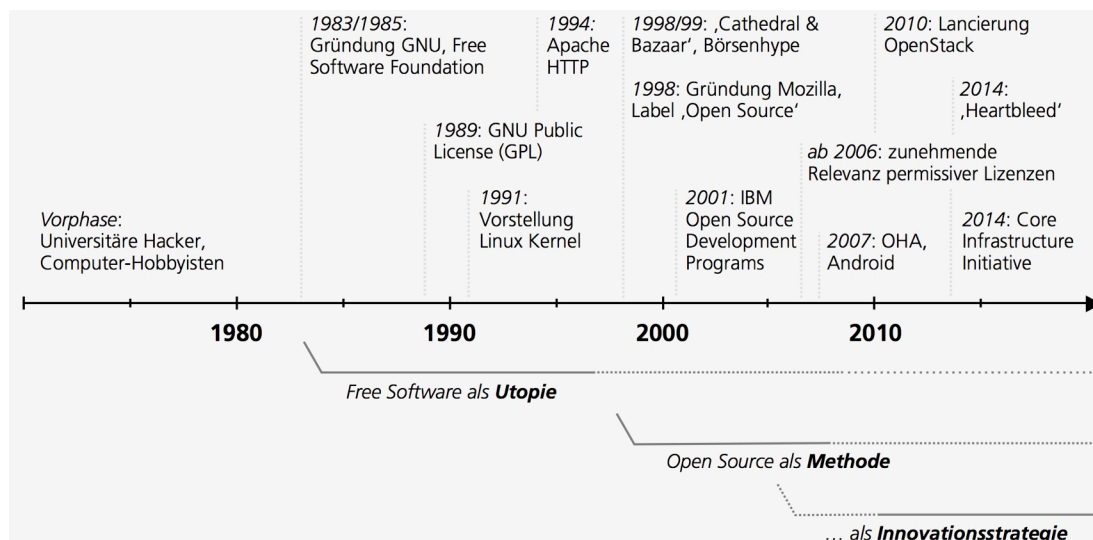 1983/1985:
Gründung GNU, Free
Software Foundation
1994:
Apache
HTTP
1998/99: ‚Cathedral &
Bazaar‘, Börsenhype
1998: Gründung Mozilla,
Label ‚Open Source‘
2010: Lancierung
OpenStack
2014:
‚Heartbleed‘
1989: GNU Public
License (GPL)
ab 2006: zunehmende
Relevanz permissiver Lizenzen
Vorphase:
Universitäre Hacker,
Computer-Hobbyisten
1991:
Vorstellung
Linux Kernel
2001: IBM
Open Source
Development
Programs
2007: OHA,
Android
2014: Core
Infrastructure
Initiative
1980
1990
2000
2010
Free Software als Utopie
Open Source als Methode
... als Innovationsstrategie